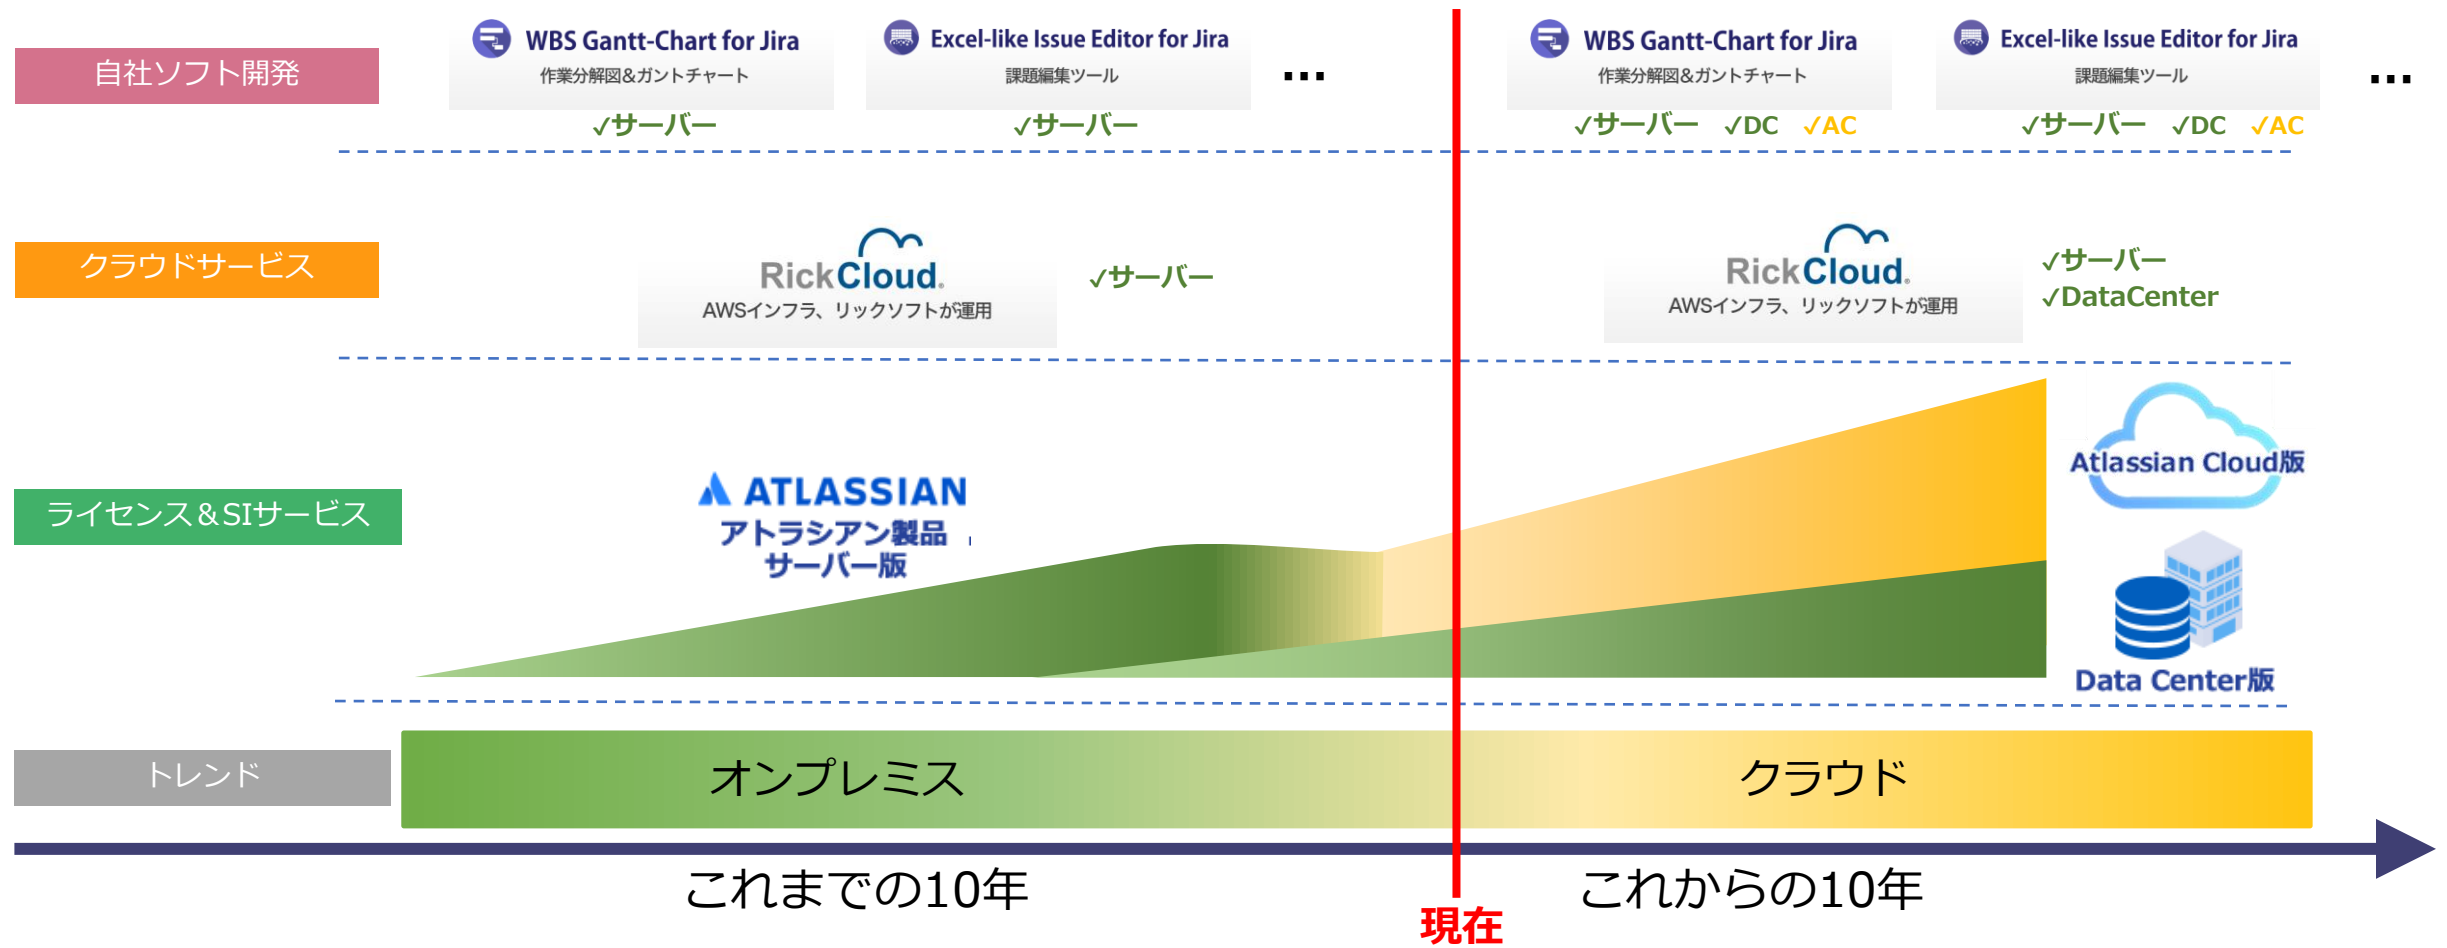 自社ソフト開発
WBS Gantt-Chart for Jira
作業分解図&ガントチャート
✓サーバー
Excel-like Issue Editor for Jira
課題編集ツール
✓サーバー
...
WBS Gantt-Chart for Jira
作業分解図&ガントチャート
✓サーバー ✓DC ✓AC
Excel-like Issue Editor for Jira
課題編集ツール
✓サーバー ✓DC ✓AC
...
クラウドサービス
RickCloud®
AWSインフラ、リックソフトが運用
✓サーバー
RickCloud®
AWSインフラ、リックソフトが運用
✓サーバー
✓DataCenter
ライセンス&SIサービス
ATLASSIAN
アトラシアン製品
サーバー版
Atlassian Cloud版
Data Center版
トレンド
オンプレミス
クラウド
これまでの10年
これからの10年
現在